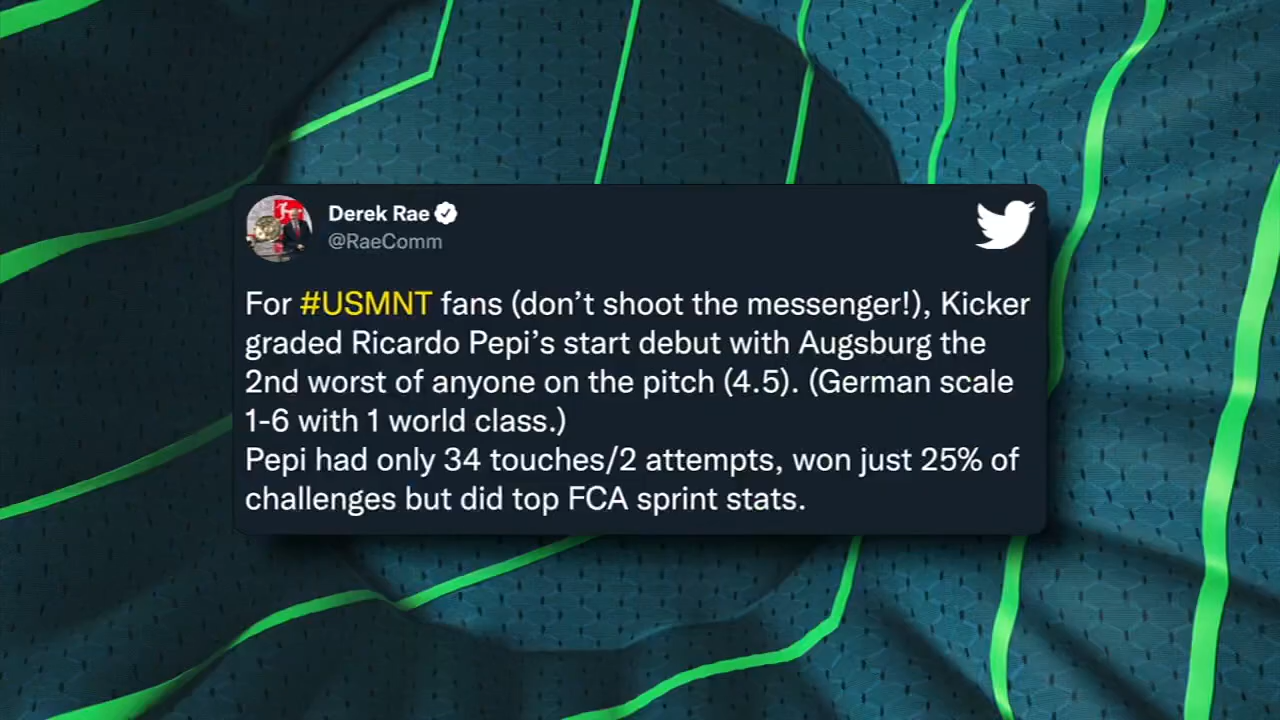 Derek Rae
@RaeComm
For #USMNT fans (don’t shoot the messenger!), Kicker
graded Ricardo Pepi’s start debut with Augsburg the
2nd worst of anyone on the pitch (4.5). (German scale
1-6 with 1 world class.)
Pepi had only 34 touches/2 attempts, won just 25% of
challenges but did top FCA sprint stats.